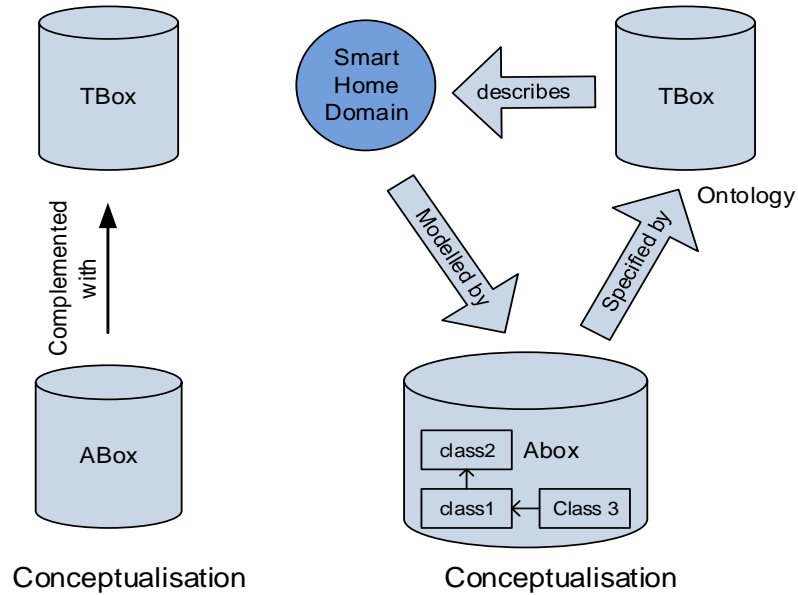 TBox
Complemented
with
ABox
Conceptualisation
Smart
Home
Domain
describes
TBox
Ontology
Modelled by
Specified by
Abox
class2
class1
Class 3
Conceptualisation